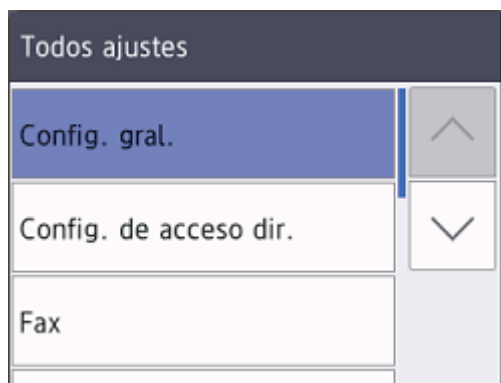 Todos ajustes
Config. gral.
Config. de acceso dir.
Fax